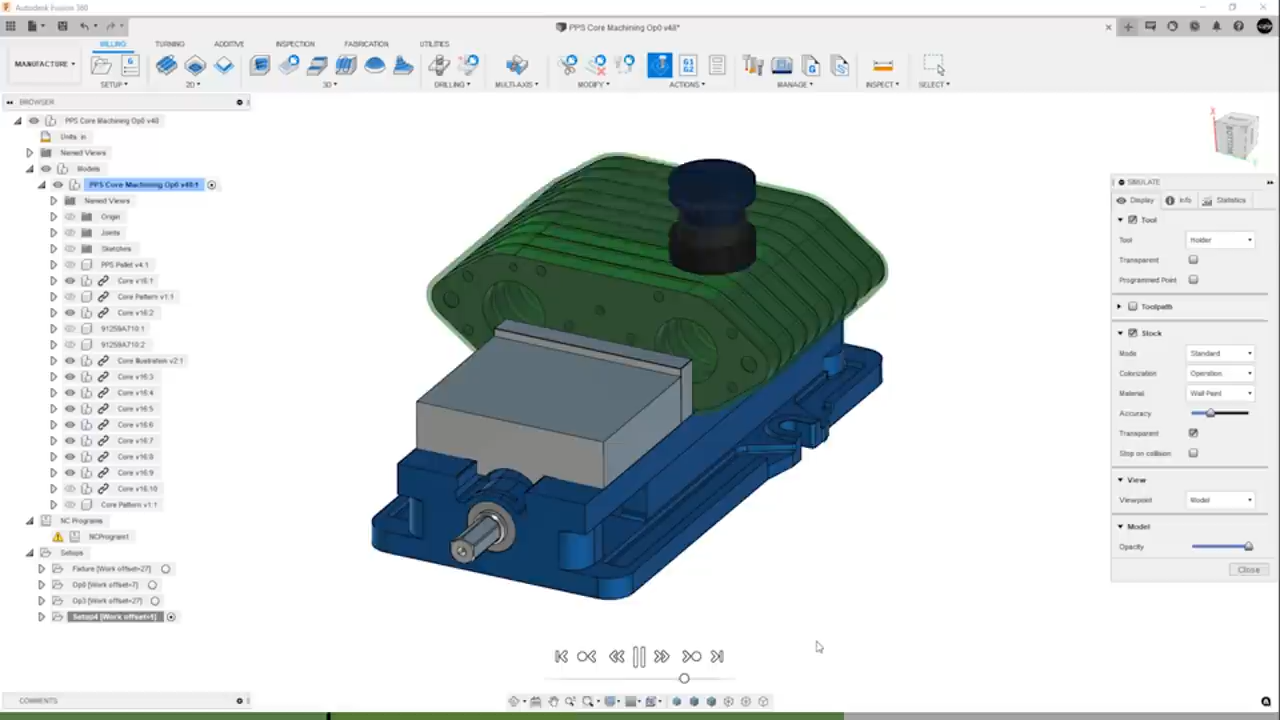 Autodesk Fusion 360
PPS Core Machining Op0 v40*
MANUFACTURE
MILLING TURNING ADDITIVE INSPECTION FABRICATION UTILITIES
SETUP 2D 3D DRILLING MULTI-AXIS MODIFY ACTIONS MANAGE INSPECT SELECT
G1
G2
BROWSER
PPS Core Machining Op0 v40
Units: in
Named Views
Models
PPS Core Machining Op0 v40:1
Named Views
Origin
Joints
Sketches
PPS Pallet v4:1
Core v16:1
Core Pattern v1:1
Core v16:2
91259A710:1
91259A710:2
Core Illustration v2:1
Core v16:3
Core v16:4
Core v16:5
Core v16:6
Core v16:7
Core v16:8
Core v16:9
Core v16:10
Core Pattern v1:1
NC Programs
NCProgram1
Setups
Fixture [Work offset=27]
Op0 [Work offset=7]
Op3 [Work offset=27]
Setup4 [Work offset=1]
COMMENTS
SIMULATE
Display Info Statistics
Tool
Tool Holder
Transparent
Programmed Point
Toolpath
Stock
Mode Standard
Colorization Operation
Material Wall Paint
Accuracy
Transparent
Stop on collision
View
Viewpoint Model
Model
Opacity
Close